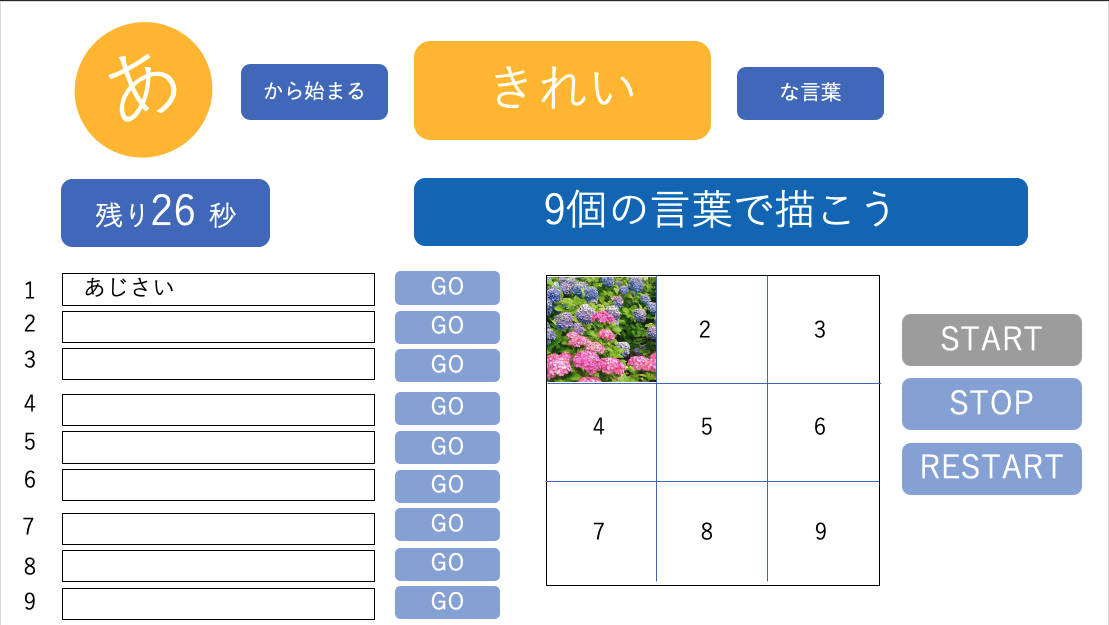 あ から始まる きれい な言葉
残り26 秒
9個の言葉で描こう
1 あじさい GO
2 GO
3 GO
4 GO
5 GO
6 GO
7 GO
8 GO
9 GO
2 3
4 5 6
7 8 9
START
STOP
RESTART